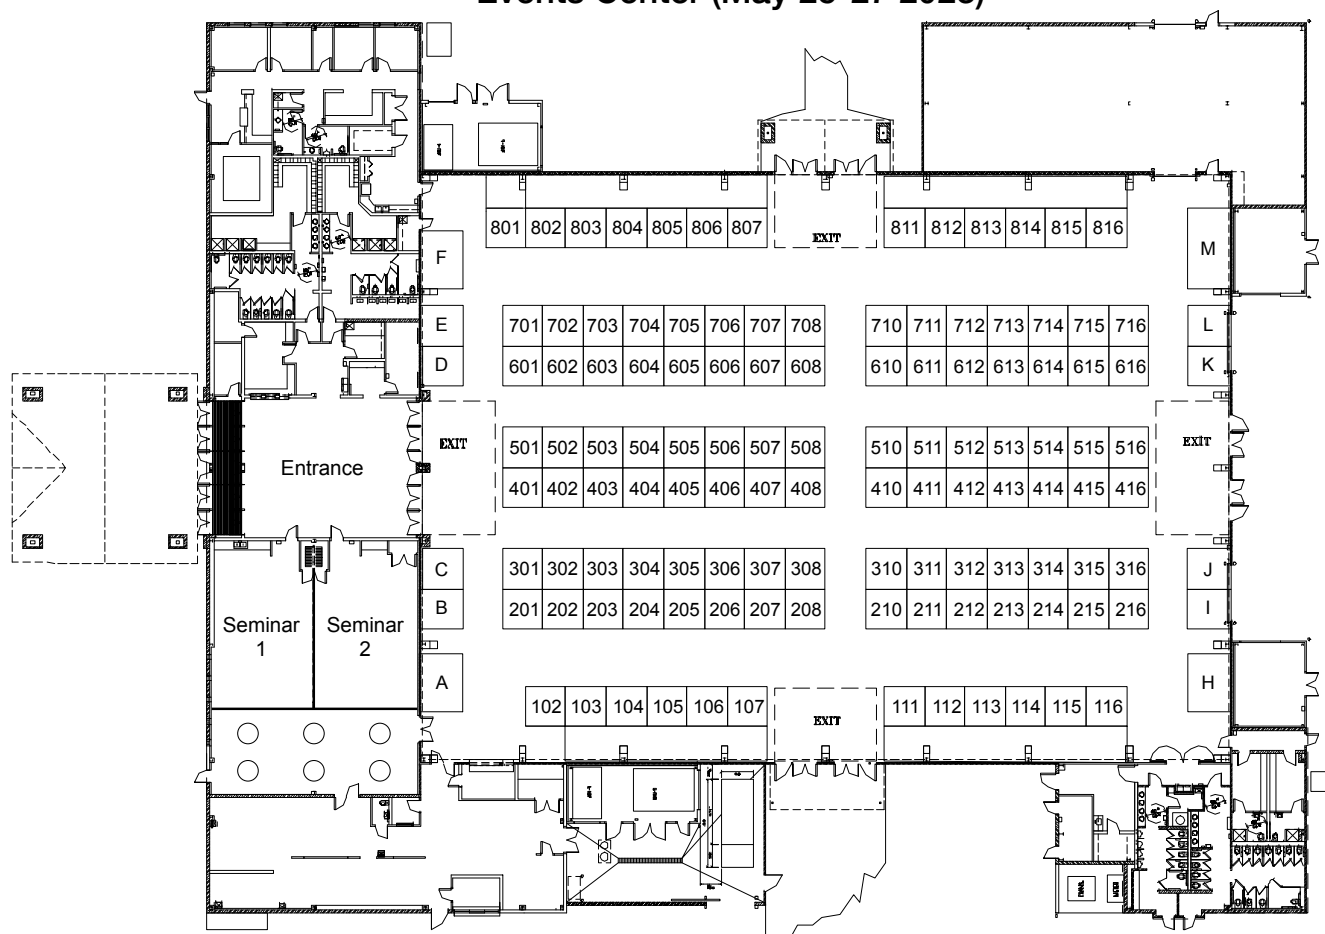 801 802 803 804 805 806 807
811 812 813 814 815 816
EXIT
F
M
E
701 702 703 704 705 706 707 708
710 711 712 713 714 715 716
L
D
601 602 603 604 605 606 607 608
610 611 612 613 614 615 616
K
Entrance
EXIT
501 502 503 504 505 506 507 508
510 511 512 513 514 515 516
EXIT
401 402 403 404 405 406 407 408
410 411 412 413 414 415 416
C
301 302 303 304 305 306 307 308
310 311 312 313 314 315 316
J
B
201 202 203 204 205 206 207 208
210 211 212 213 214 215 216
I
Seminar
1
Seminar
2
A
H
102 103 104 105 106 107
EXIT
111 112 113 114 115 116